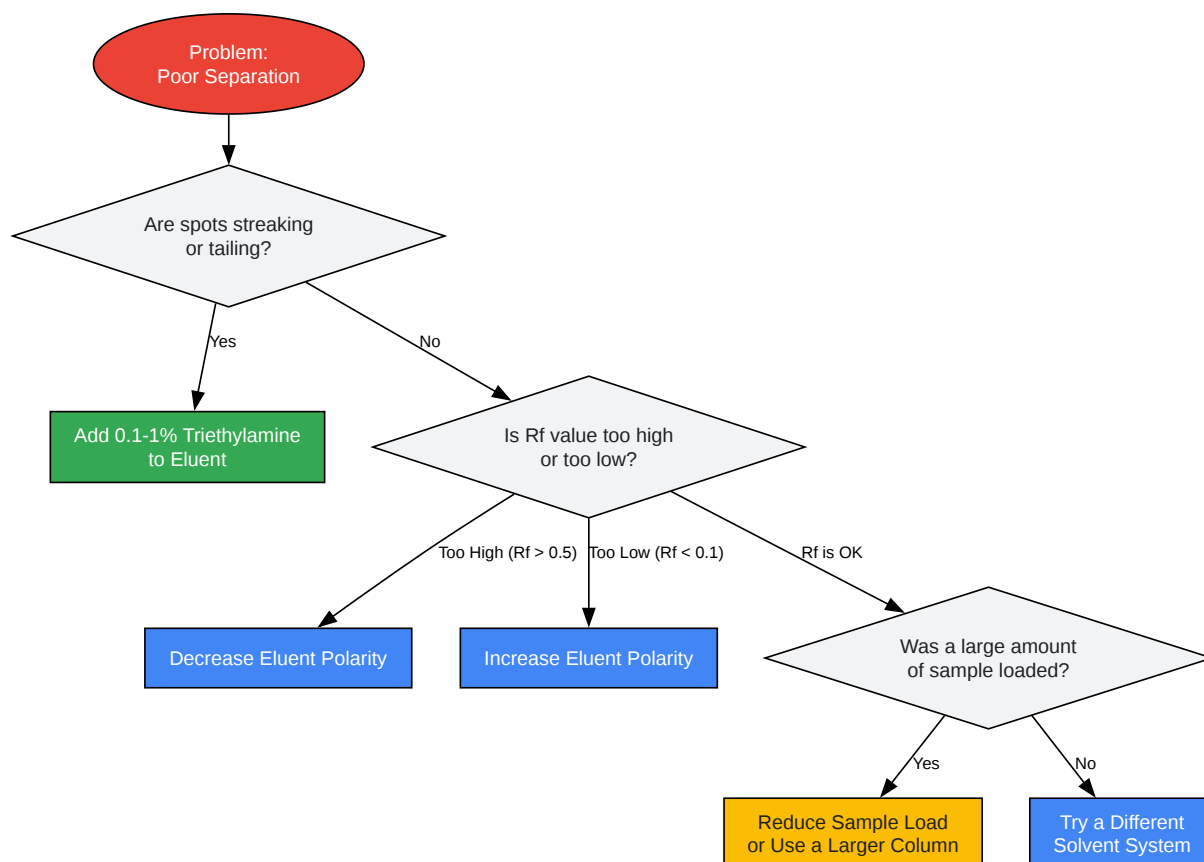 Problem:
Poor Separation
Are spots streaking
or tailing?
Yes
No
Add 0.1-1% Triethylamine
to Eluent
Is Rf value too high
or too low?
Too High (Rf > 0.5)
Too Low (Rf < 0.1)
Rf is OK
Decrease Eluent Polarity
Increase Eluent Polarity
Was a large amount
of sample loaded?
Yes
No
Reduce Sample Load
or Use a Larger Column
Try a Different
Solvent System